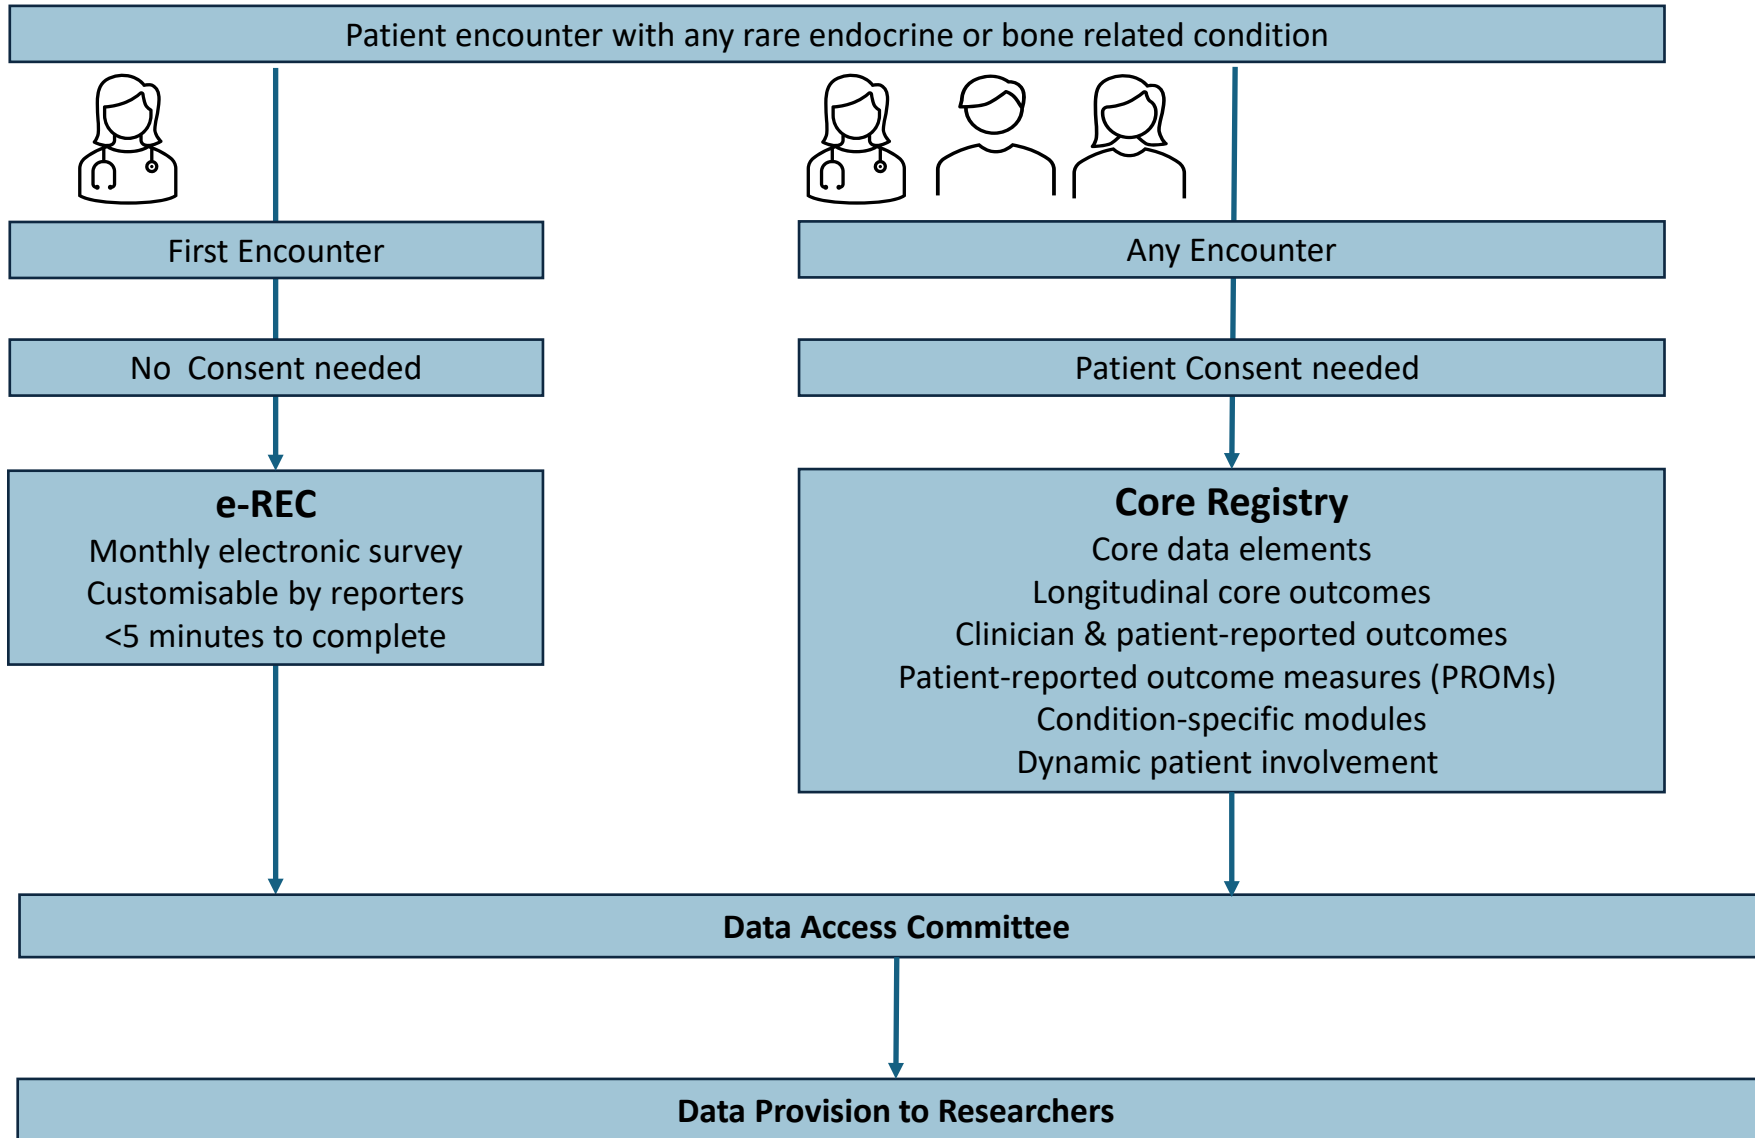 Patient encounter with any rare endocrine or bone related condition
First Encounter
Any Encounter
No  Consent needed
Patient Consent needed
e-REC
Monthly electronic survey
Customisable by reporters
<5 minutes to complete
Core Registry
Core data elements
Longitudinal core outcomes
Clinician & patient-reported outcomes
Patient-reported outcome measures (PROMs)
Condition-specific modules
Dynamic patient involvement
Data Access Committee
Data Provision to Researchers